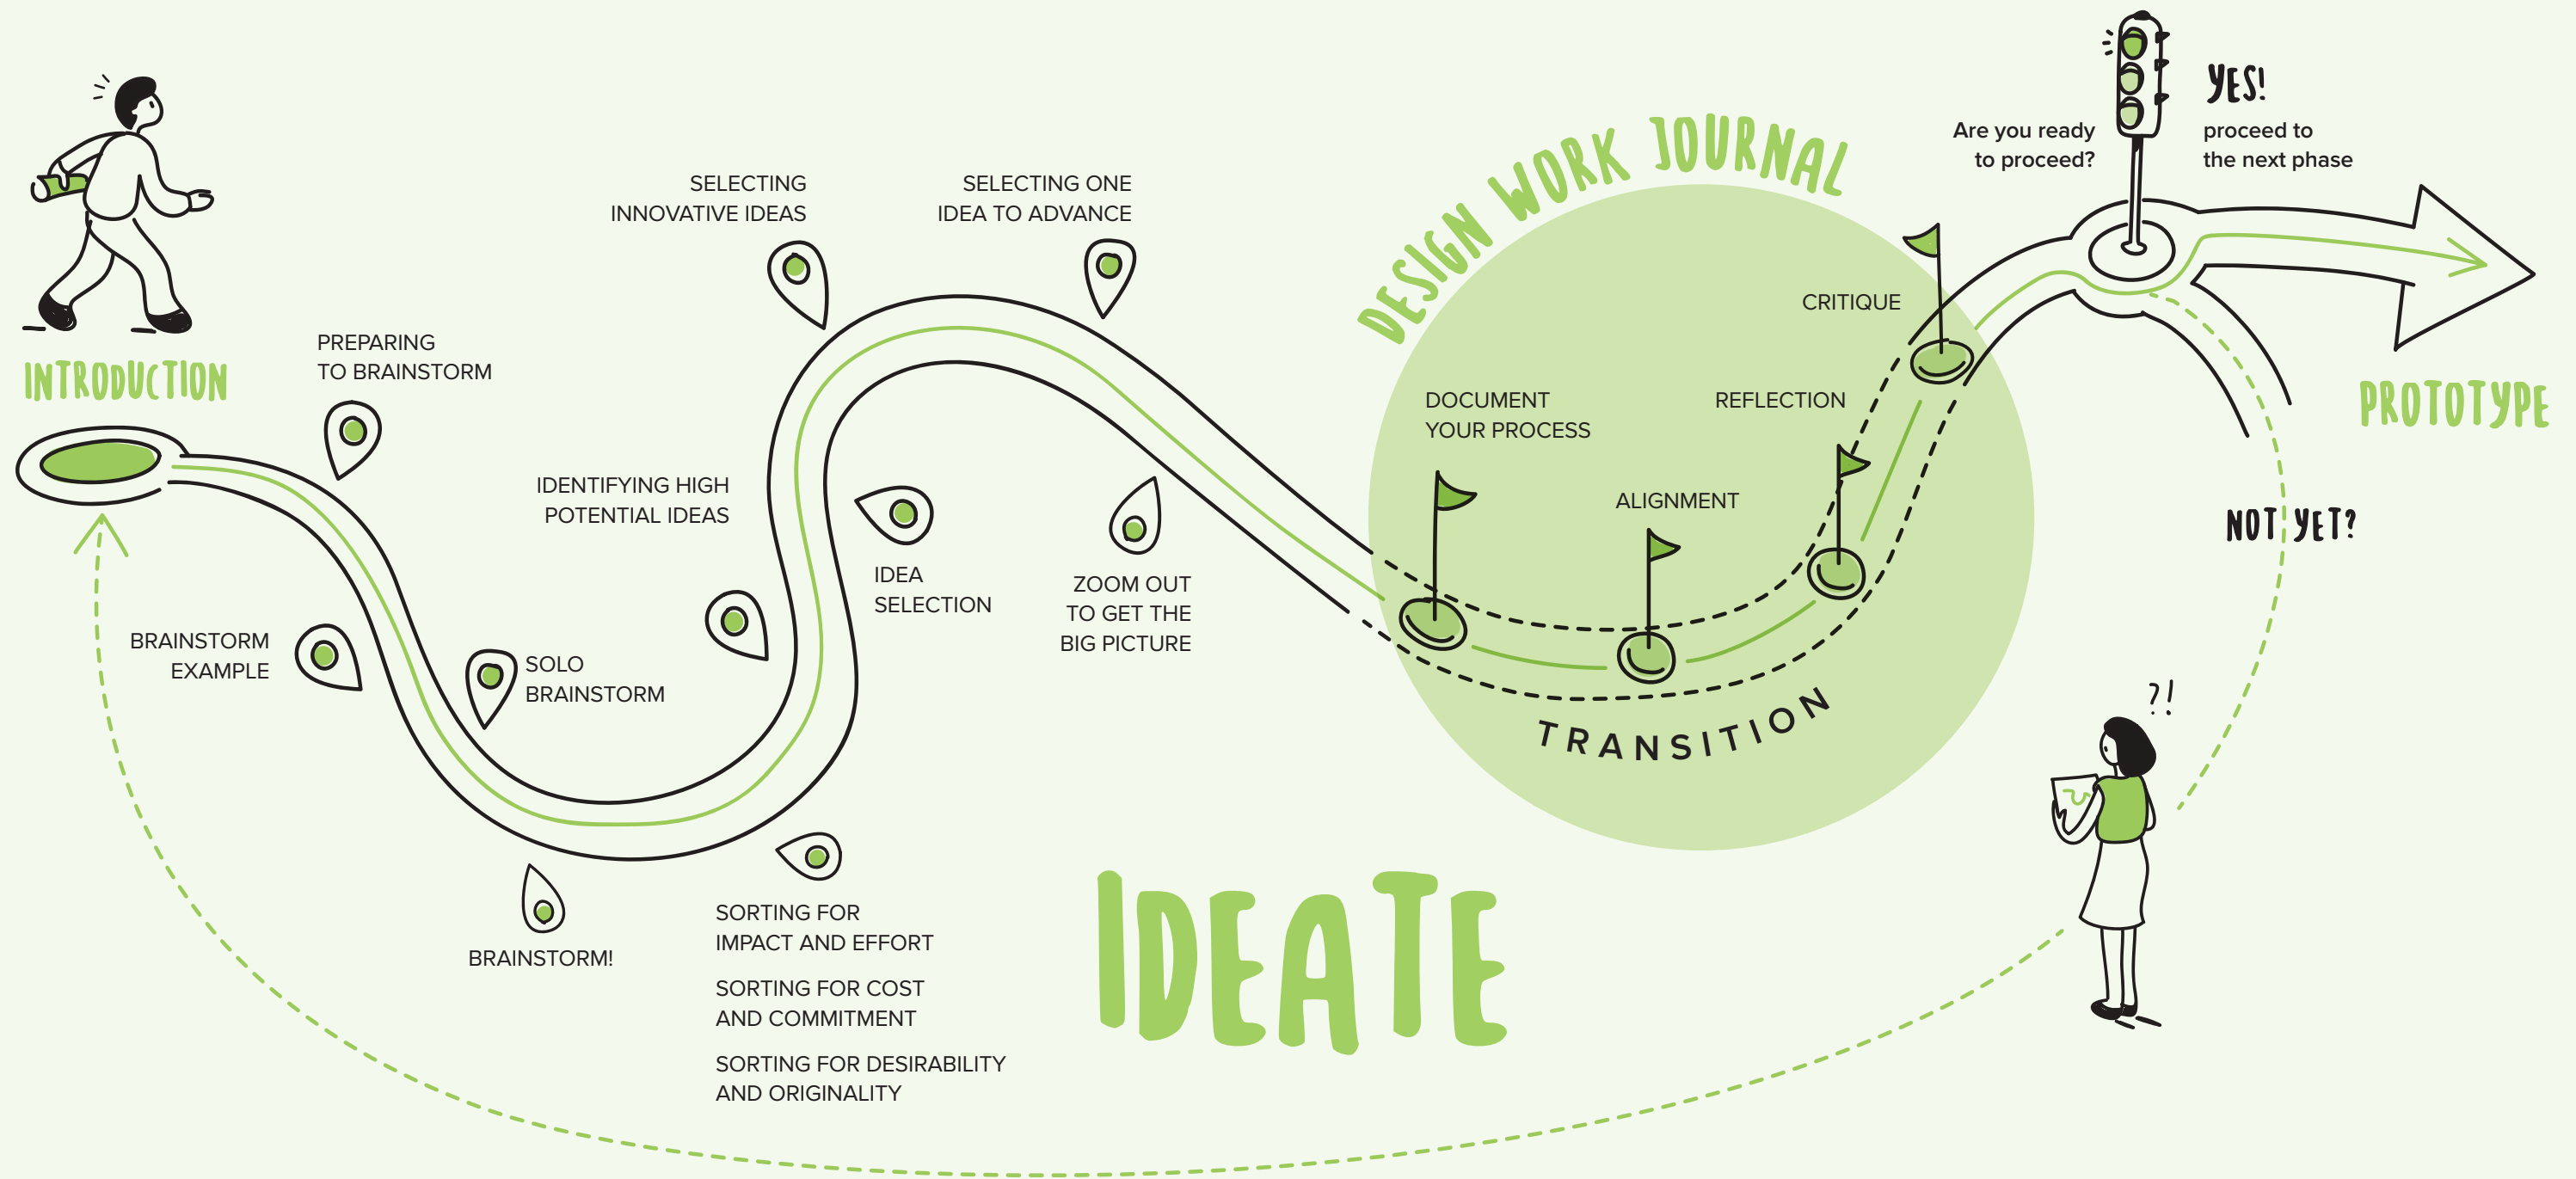 INTRODUCTION
PREPARING
TO BRAINSTORM
BRAINSTORM
EXAMPLE
SOLO
BRAINSTORM
BRAINSTORM!
SORTING FOR
IMPACT AND EFFORT
SORTING FOR COST
AND COMMITMENT
SORTING FOR DESIRABILITY
AND ORIGINALITY
IDENTIFYING HIGH
POTENTIAL IDEAS
IDEA
SELECTION
SELECTING
INNOVATIVE IDEAS
SELECTING ONE
IDEA TO ADVANCE
ZOOM OUT
TO GET THE
BIG PICTURE
IDEATE
DESIGN WORK JOURNAL
DOCUMENT
YOUR PROCESS
ALIGNMENT
REFLECTION
CRITIQUE
TRANSITION
Are you ready
to proceed?
YES!
proceed to
the next phase
PROTOTYPE
NOT YET?
?!